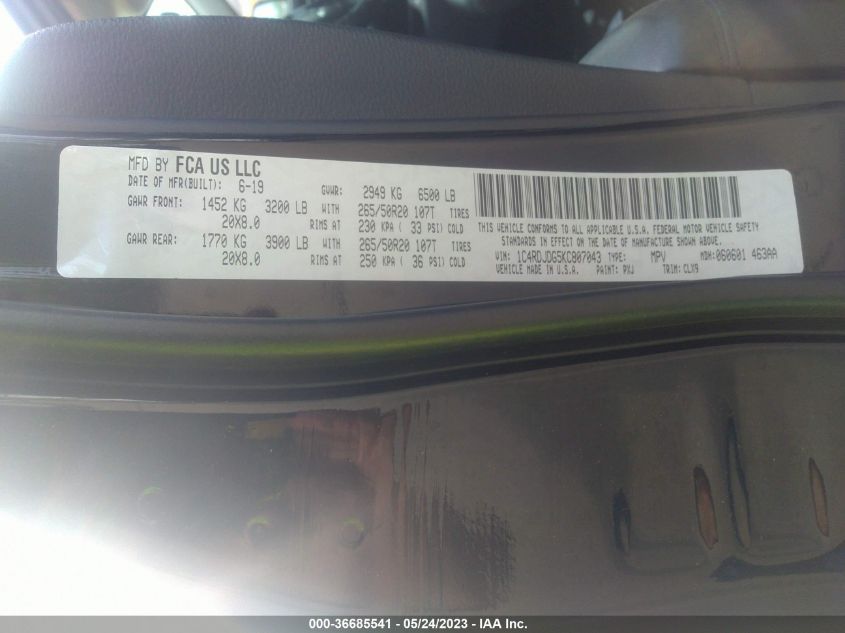 MFD BY FCA US LLC
DATE OF MFR(BUILT): 6-19 GVWR: 2949 KG 6500 LB
GAWR FRONT: 1452 KG 3200 LB WITH 265/50R20 107T TIRES
20X8.0 RIMS AT 230 KPA ( 33 PSI) COLD
GAWR REAR: 1770 KG 3900 LB WITH 265/50R20 107T TIRES
20X8.0 RIMS AT 250 KPA ( 36 PSI) COLD
THIS VEHICLE CONFORMS TO ALL APPLICABLE U.S.A. FEDERAL MOTOR VEHICLE SAFETY
STANDARDS IN EFFECT ON THE DATE OF MANUFACTURE SHOWN ABOVE.
VIN: 1C4RDJDG5KC807043 TYPE: MPV MDH:060601 463AA
VEHICLE MADE IN U.S.A. PAINT: PXJ TRIM: CLX9
000-36685541 - 05/24/2023 - IAA Inc.